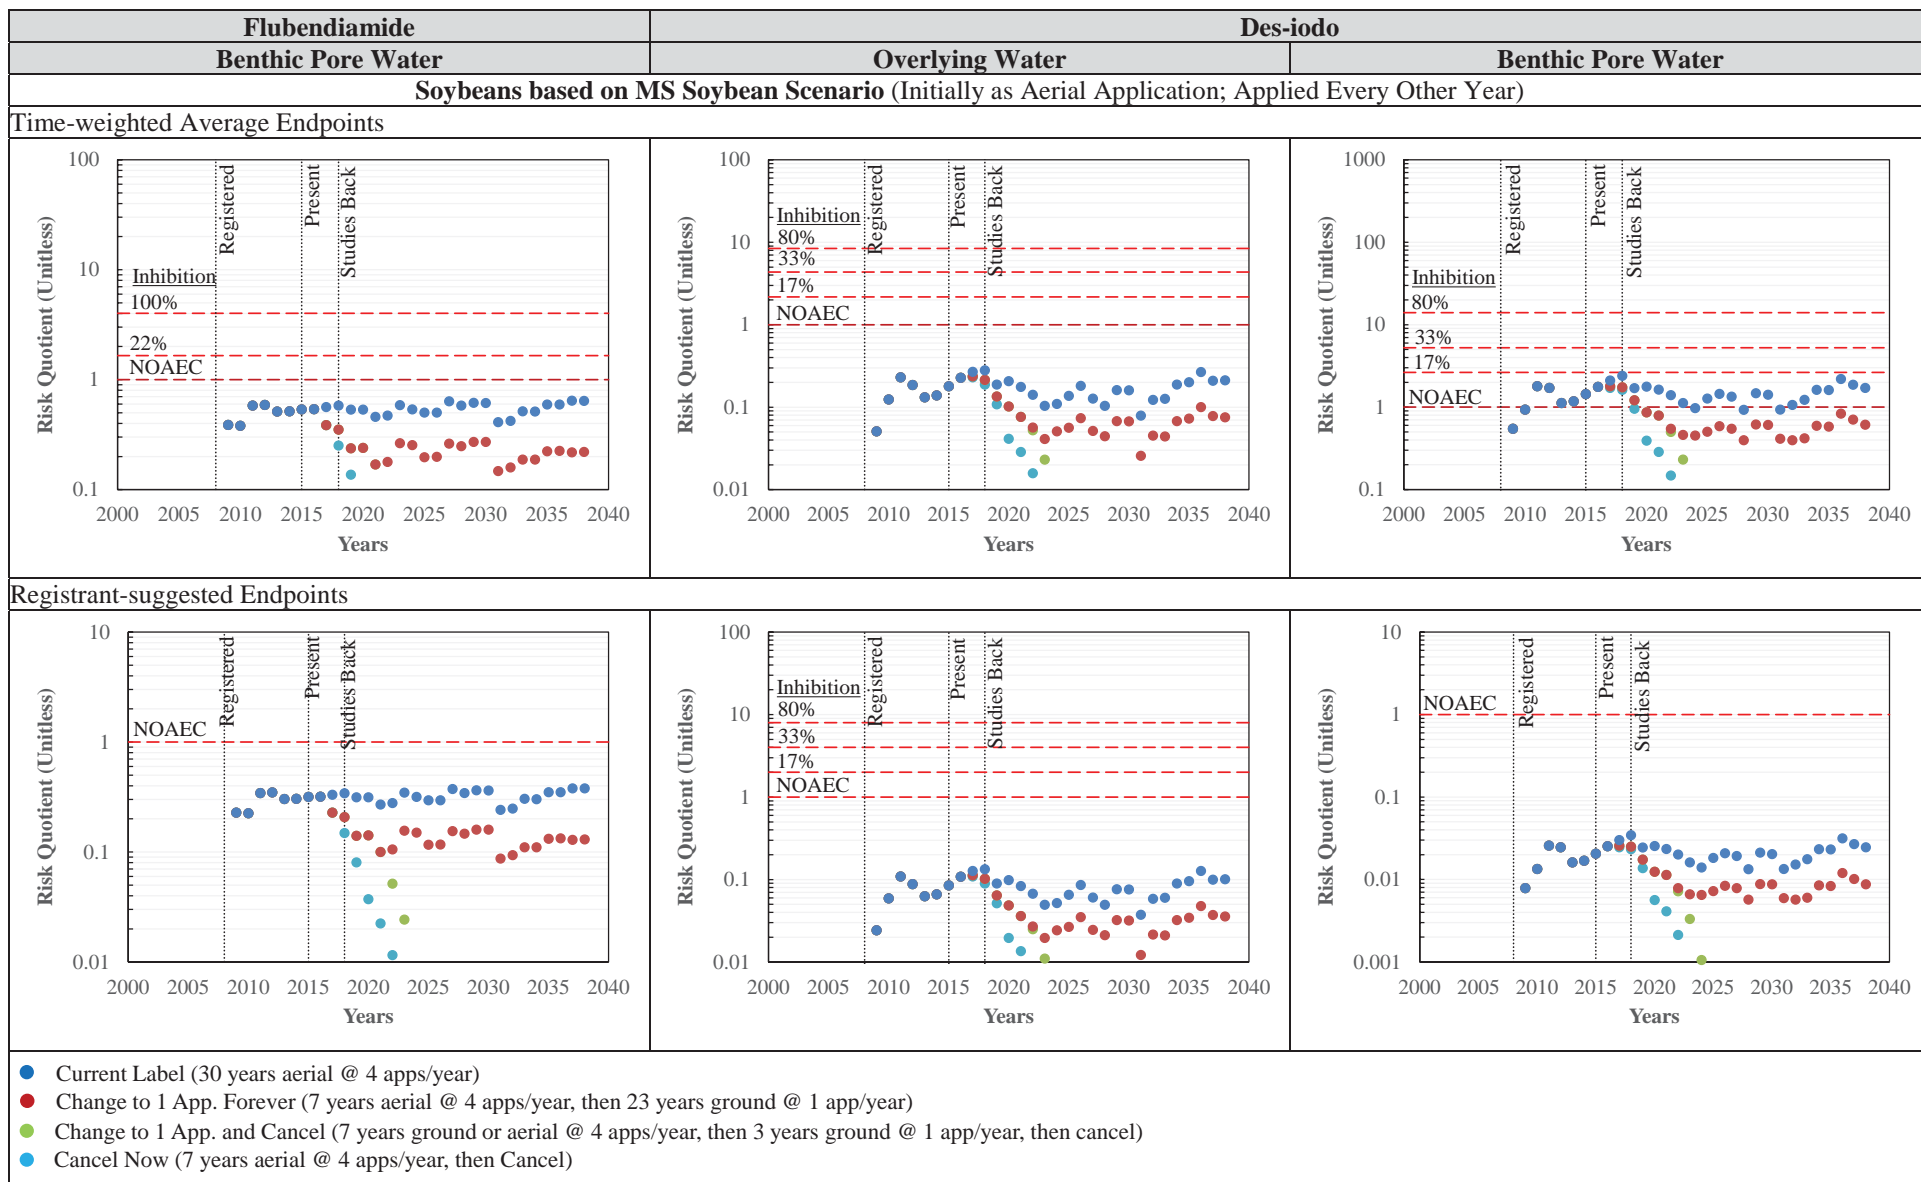 Flubendiamide Des-iodo
Benthic Pore Water Overlying Water Benthic Pore Water
Soybeans based on MS Soybean Scenario (Initially as Aerial Application; Applied Every Other Year)
Time-weighted Average Endpoints
Risk Quotient (Unitless)
100
10
1
0.1
Inhibition
100%
22%
NOAEC
Registered
Present
Studies Back
2000 2005 2010 2015 2020 2025 2030 2035 2040
Years
Risk Quotient (Unitless)
100
10
1
0.1
0.01
Inhibition
80%
33%
17%
NOAEC
Registered
Present
Studies Back
2000 2005 2010 2015 2020 2025 2030 2035 2040
Years
Risk Quotient (Unitless)
1000
100
10
1
0.1
Inhibition
80%
33%
17%
NOAEC
Registered
Present
Studies Back
2000 2005 2010 2015 2020 2025 2030 2035 2040
Years
Registrant-suggested Endpoints
Risk Quotient (Unitless)
10
1
0.1
0.01
NOAEC
Registered
Present
Studies Back
2000 2005 2010 2015 2020 2025 2030 2035 2040
Years
Risk Quotient (Unitless)
100
10
1
0.1
0.01
Inhibition
80%
33%
17%
NOAEC
Registered
Present
Studies Back
2000 2005 2010 2015 2020 2025 2030 2035 2040
Years
Risk Quotient (Unitless)
10
1
0.1
0.01
0.001
NOAEC
Registered
Present
Studies Back
2000 2005 2010 2015 2020 2025 2030 2035 2040
Years
Current Label (30 years aerial @ 4 apps/year)
Change to 1 App. Forever (7 years aerial @ 4 apps/year, then 23 years ground @ 1 app/year)
Change to 1 App. and Cancel (7 years ground or aerial @ 4 apps/year, then 3 years ground @ 1 app/year, then cancel)
Cancel Now (7 years aerial @ 4 apps/year, then Cancel)